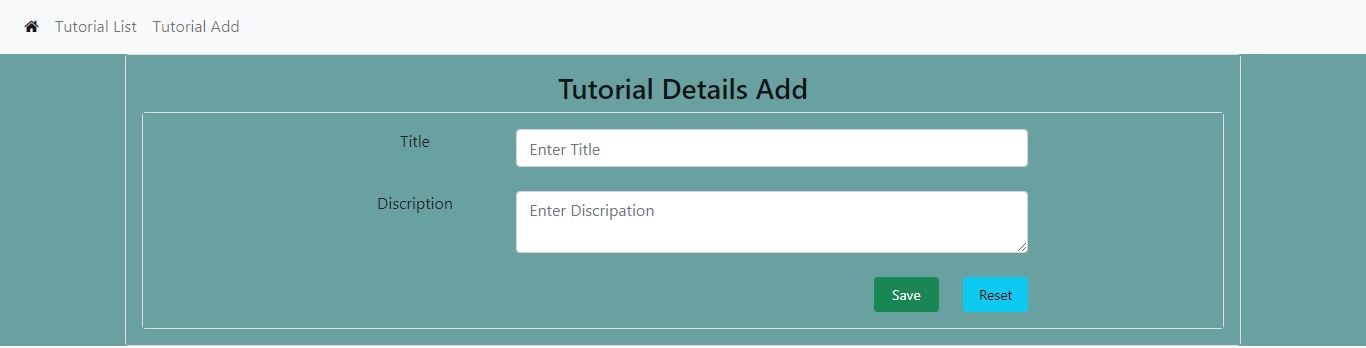 Tutorial List Tutorial Add
Tutorial Details Add
Title Enter Title
Discription Enter Discripation
Save Reset